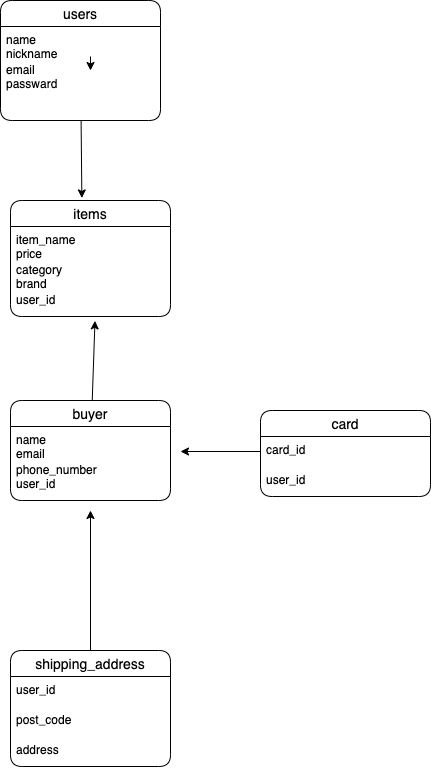 users
name
nickname
email
passward
items
item_name
price
category
brand
user_id
buyer
name
email
phone_number
user_id
card
card_id
user_id
shipping_address
user_id
post_code
address